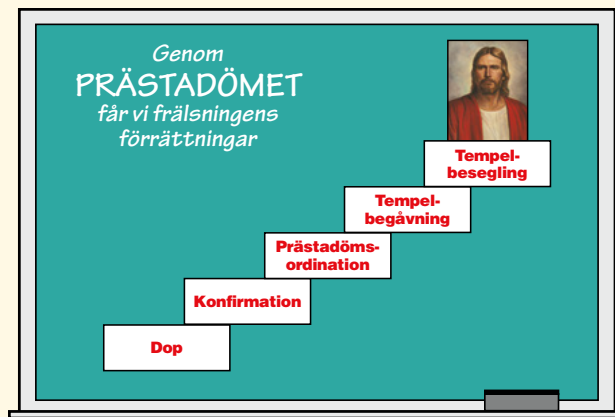 Genom
PRÄSTADÖMET
får vi frälsningens
förrättningar
Tempel-
besegling
Tempel-
begåvning
Prästadöms-
ordination
Konfirmation
Dop